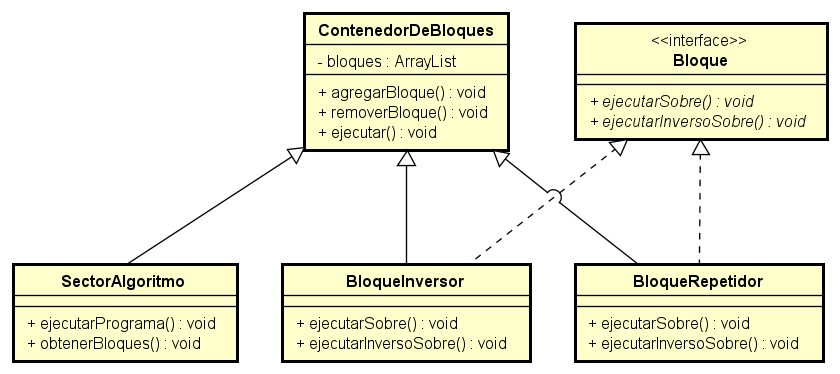 ContenedorDeBloques
- bloques : ArrayList
+ agregarBloque() : void
+ removerBloque() : void
+ ejecutar() : void
<<interface>>
Bloque
+ ejecutarSobre() : void
+ ejecutarInversoSobre() : void
SectorAlgoritmo
+ ejecutarPrograma() : void
+ obtenerBloques() : void
BloqueInversor
+ ejecutarSobre() : void
+ ejecutarInversoSobre() : void
BloqueRepetidor
+ ejecutarSobre() : void
+ ejecutarInversoSobre() : void